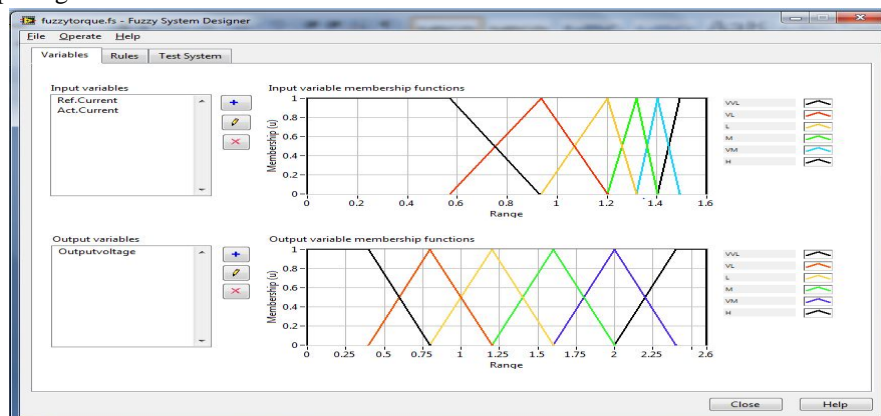 fuzzytorque.fs - Fuzzy System Designer
File Operate Help
Variables Rules Test System
Input variables
Ref.Current
Act.Current
Input variable membership functions
Membership (u)
1
0.8
0.6
0.4
0.2
0
0 0.2 0.4 0.6 0.8 1 1.2 1.4 1.6
Range
VVL
VL
L
M
VM
H
Output variables
Outputvoltage
Output variable membership functions
Membership (u)
1
0.8
0.6
0.4
0.2
0
0 0.25 0.5 0.75 1 1.25 1.5 1.75 2 2.25 2.6
Range
VVL
VL
L
M
VM
H
Close Help